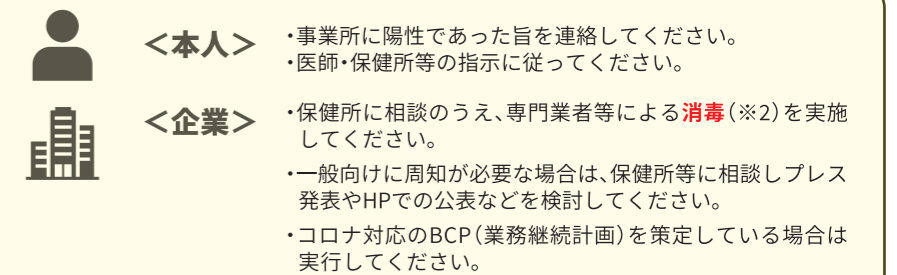 ＜本人＞
・事業所に陽性であった旨を連絡してください。
・医師・保健所等の指示に従ってください。
＜企業＞
・保健所に相談のうえ、専門業者等による消毒（※2）を実施
してください。
・一般向けに周知が必要な場合は、保健所等に相談しプレス
発表やHPでの公表などを検討してください。
・コロナ対応のBCP（業務継続計画）を策定している場合は
実行してください。